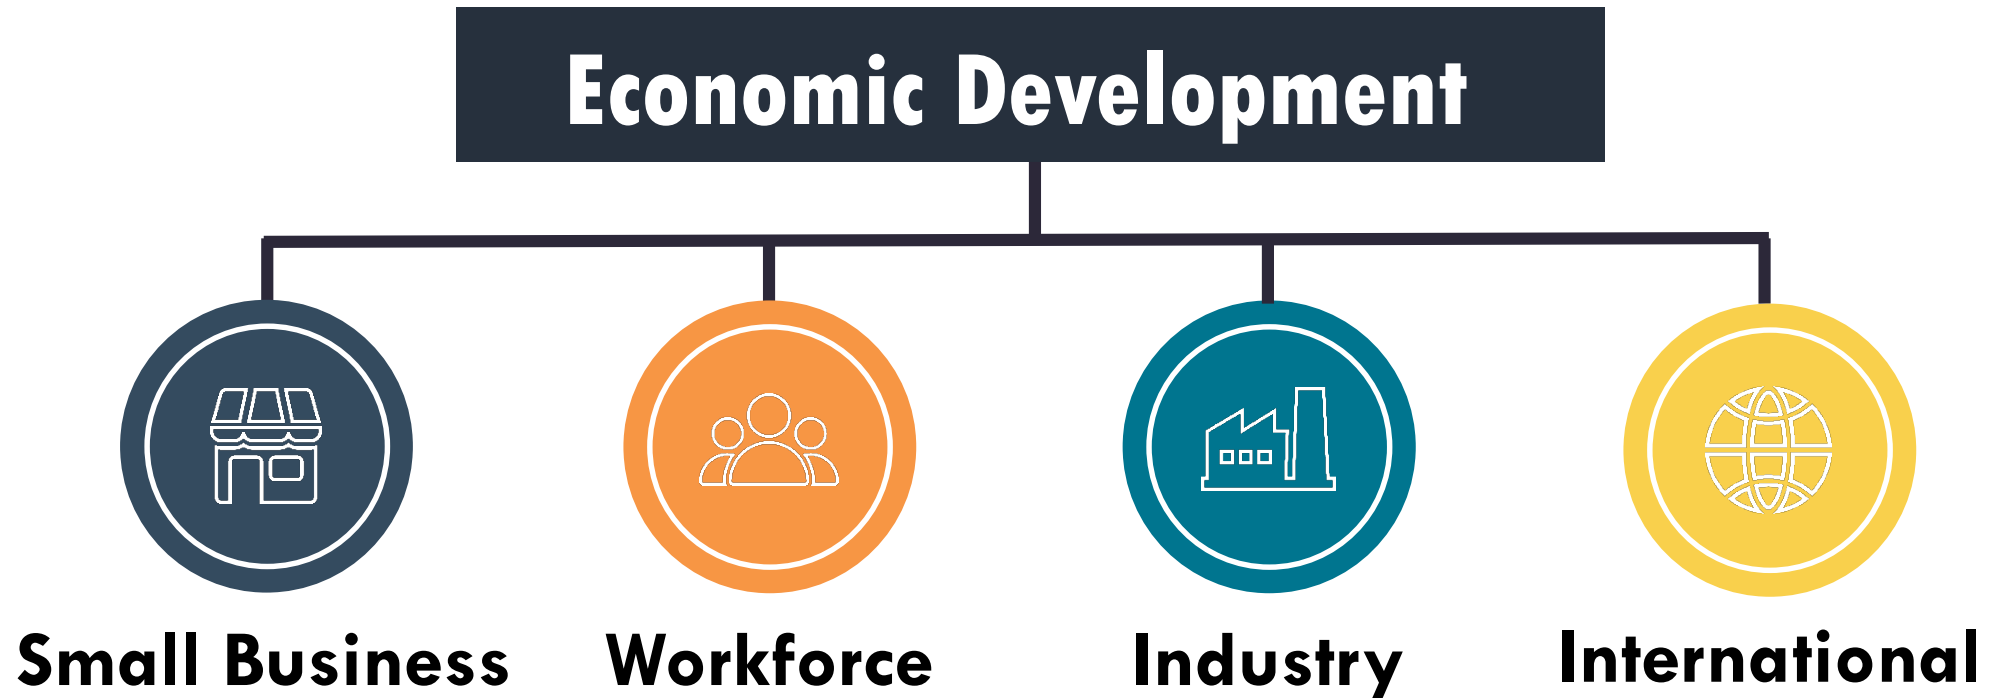 Economic Development
Small Business
Workforce
Industry
International